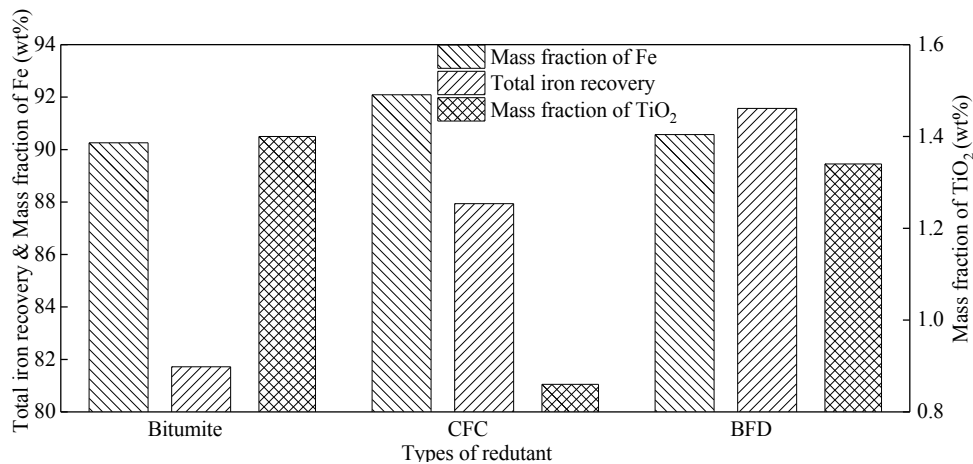 Total iron recovery & Mass fraction of Fe (wt%)
94
92
90
88
86
84
82
80
Mass fraction of Fe
Total iron recovery
Mass fraction of TiO₂
1.6
1.4
1.2
1.0
0.8
Mass fraction of TiO₂ (wt%)
Bitumite CFC BFD
Types of redutant